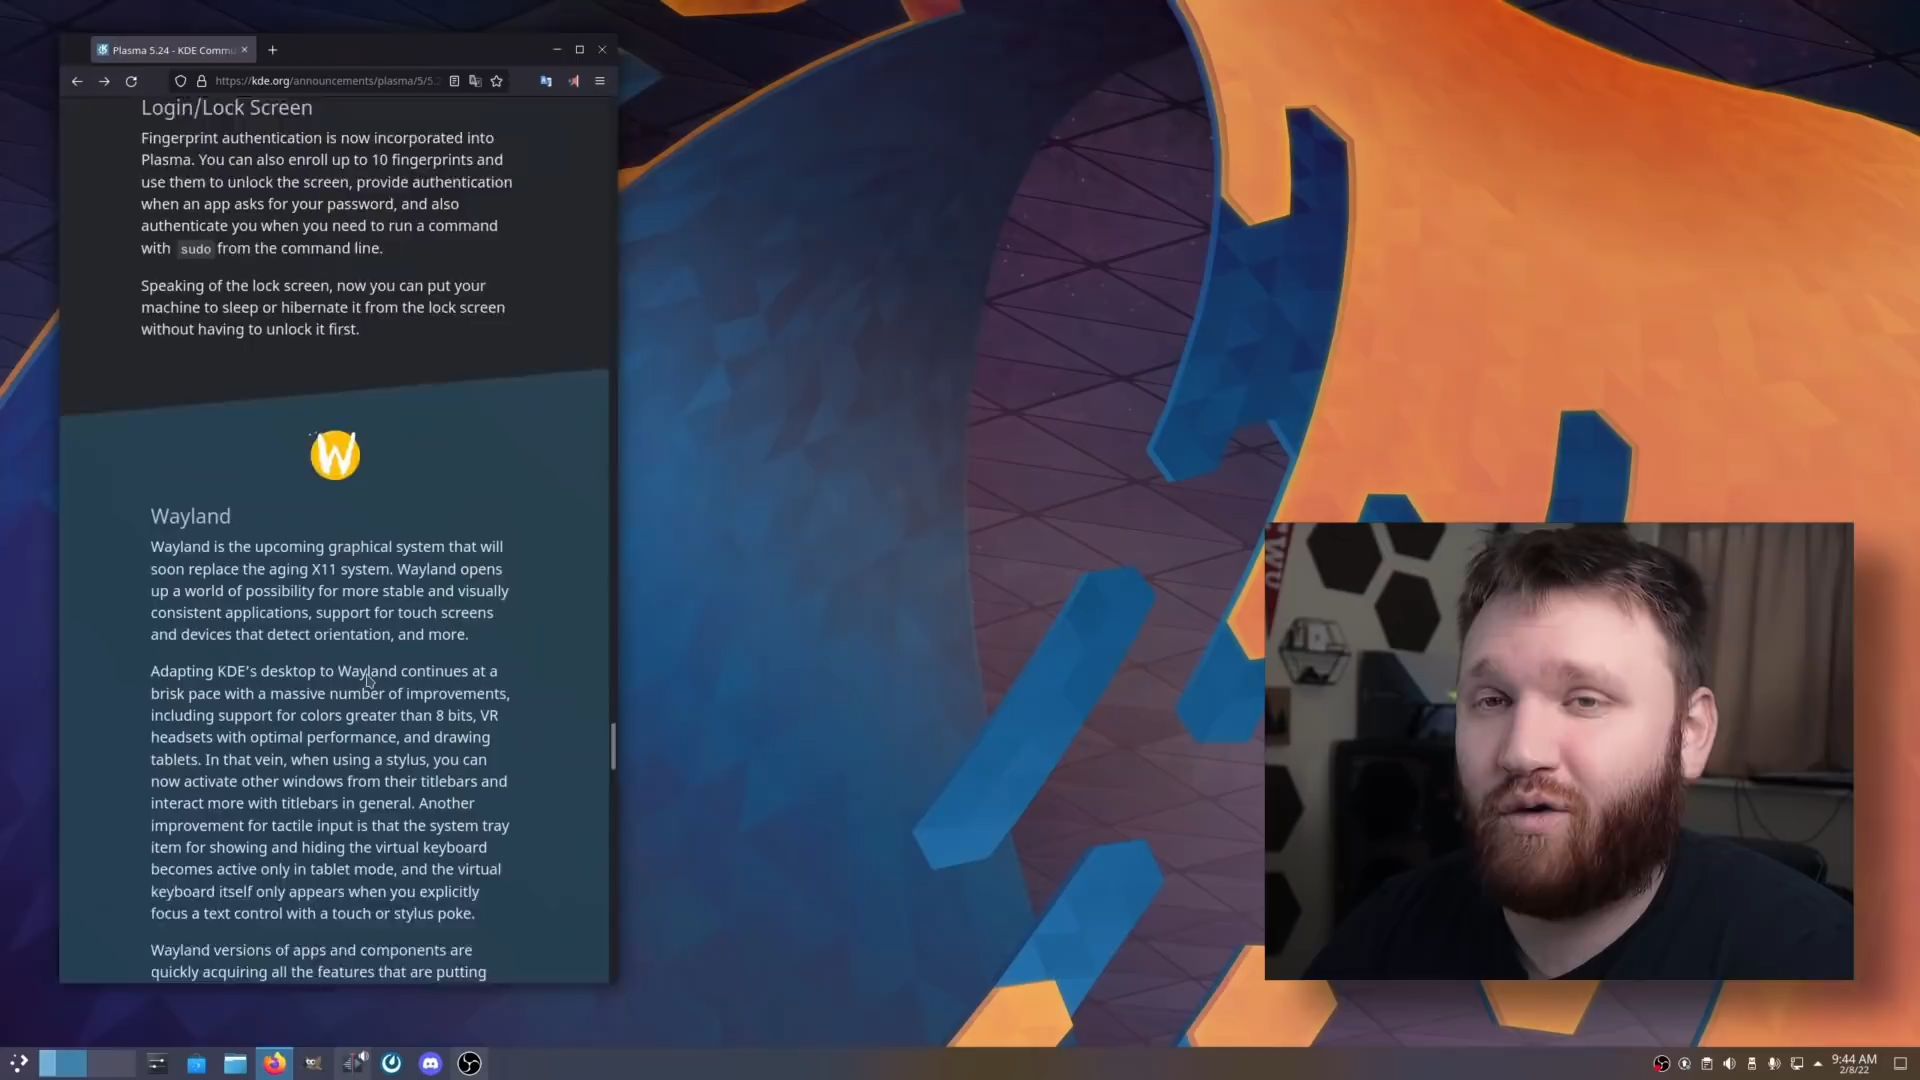 Plasma 5.24 - KDE Commu
https://kde.org/announcements/plasma/5/5.2
Login/Lock Screen
Fingerprint authentication is now incorporated into
Plasma. You can also enroll up to 10 fingerprints and
use them to unlock the screen, provide authentication
when an app asks for your password, and also
authenticate you when you need to run a command
with sudo from the command line.
Speaking of the lock screen, now you can put your
machine to sleep or hibernate it from the lock screen
without having to unlock it first.
W
Wayland
Wayland is the upcoming graphical system that will
soon replace the aging X11 system. Wayland opens
up a world of possibility for more stable and visually
consistent applications, support for touch screens
and devices that detect orientation, and more.
Adapting KDE's desktop to Wayland continues at a
brisk pace with a massive number of improvements,
including support for colors greater than 8 bits, VR
headsets with optimal performance, and drawing
tablets. In that vein, when using a stylus, you can
now activate other windows from their titlebars and
interact more with titlebars in general. Another
improvement for tactile input is that the system tray
item for showing and hiding the virtual keyboard
becomes active only in tablet mode, and the virtual
keyboard itself only appears when you explicitly
focus a text control with a touch or stylus poke.
Wayland versions of apps and components are
quickly acquiring all the features that are putting
9:44 AM
2/8/22